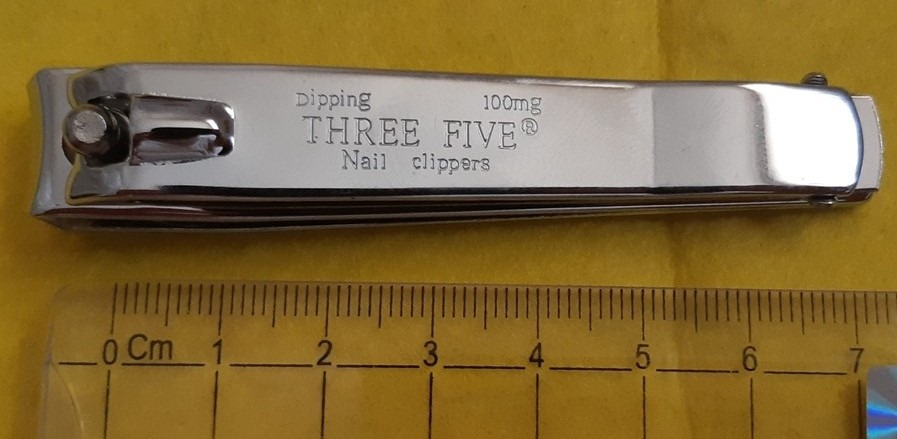 Dipping 100mg
THREE FIVE®
Nail clippers
0 Cm 1 2 3 4 5 6 7